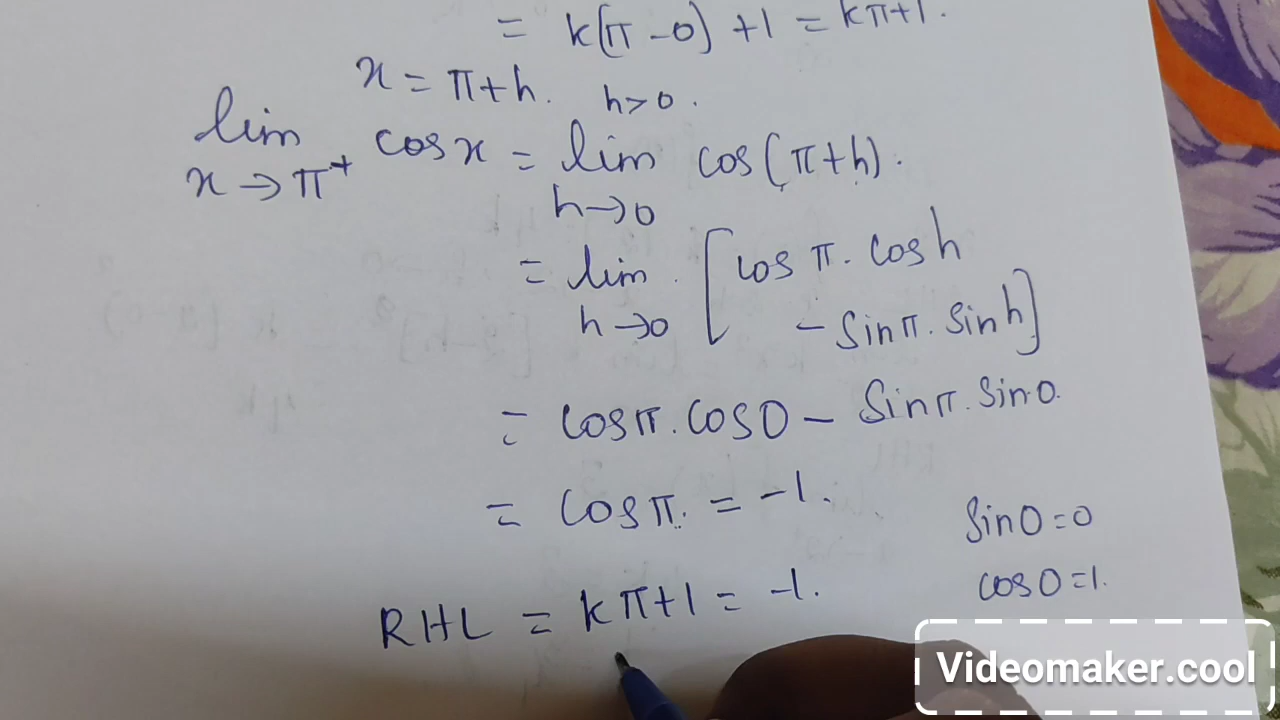 = k(π - 0) + 1 = kπ+1.
x = π+h. h>0.
lim x→π⁺ cos x = lim h→0 cos(π+h).
= lim h→0 [cos π. cos h
- sin π. sin h]
= cos π. cos 0 - sin π. sin 0.
= cos π. = -1.
sin 0 = 0
cos 0 = 1.
RHL = kπ+1 = -1.
Videomaker.cool